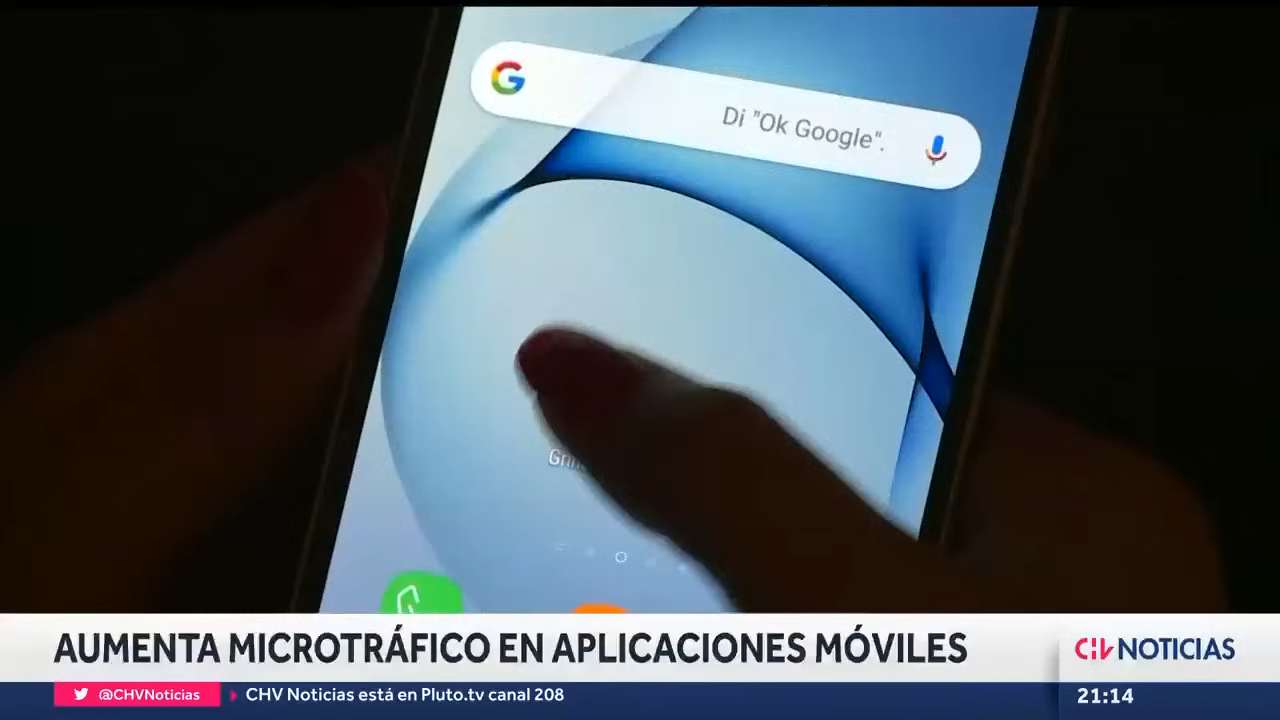 Di "Ok Google".
AUMENTA MICROTRÁFICO EN APLICACIONES MÓVILES
CHV NOTICIAS
@CHVNoticias
CHV Noticias está en Pluto.tv canal 208
21:14